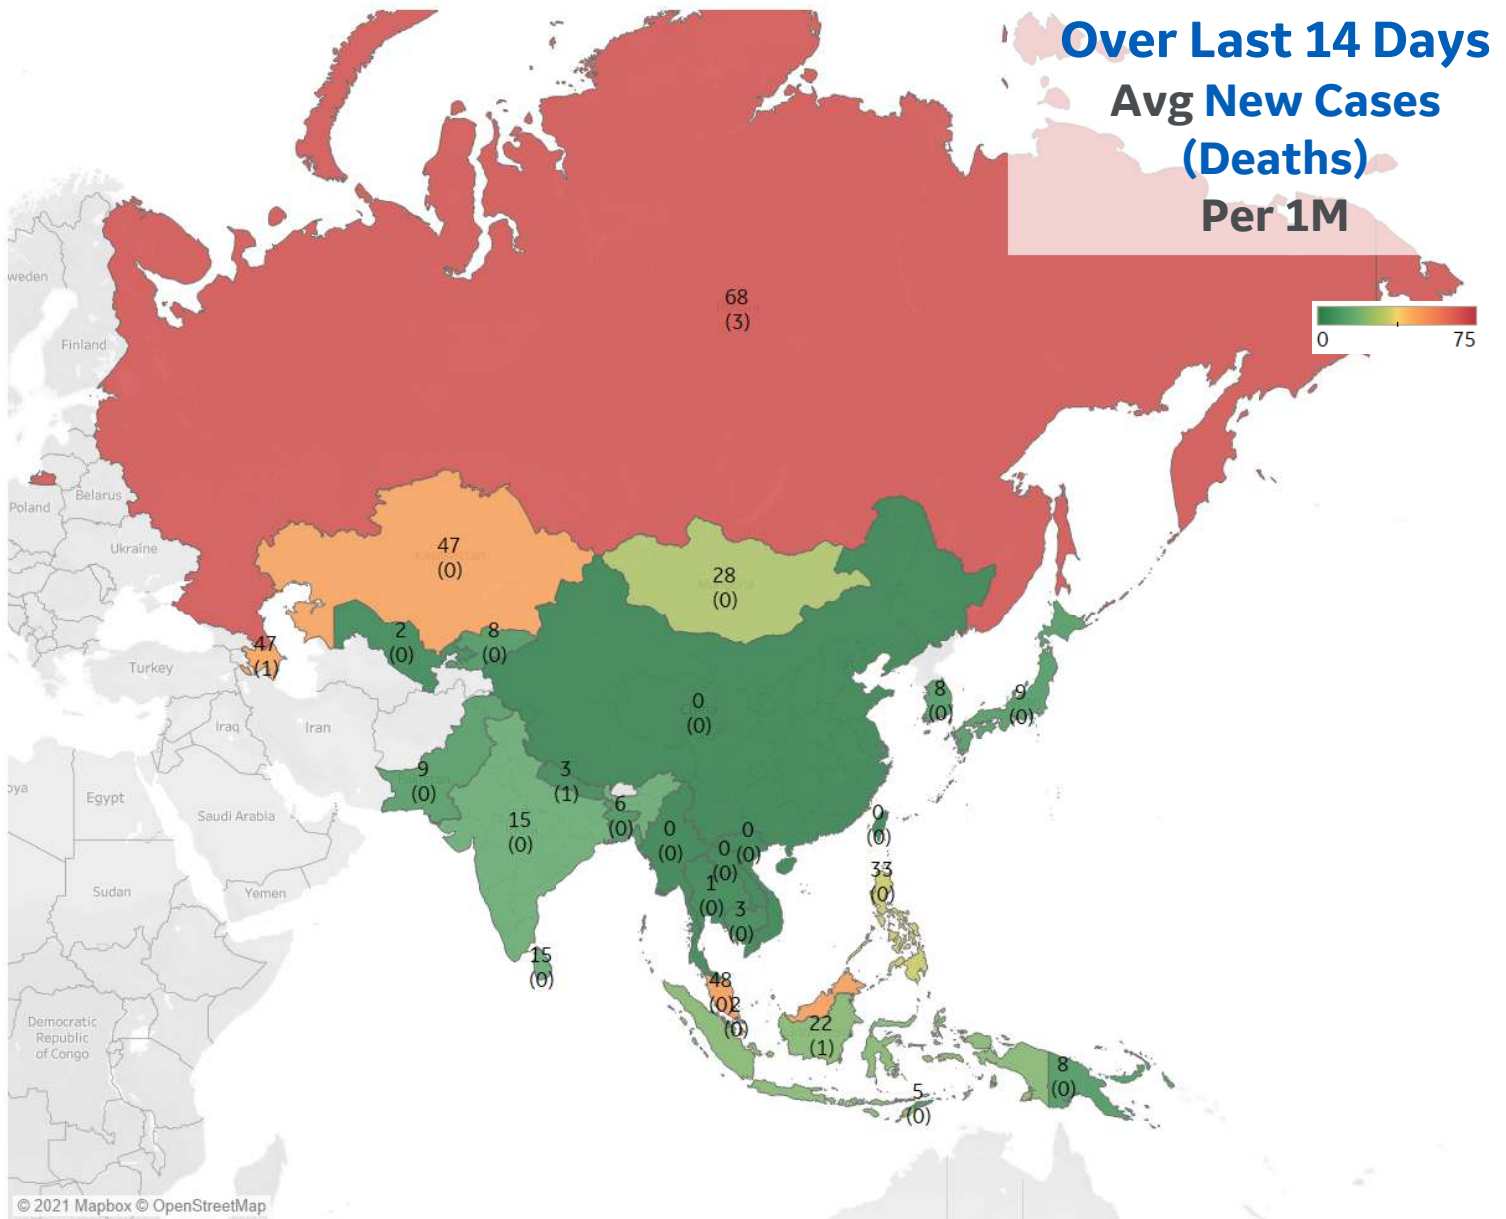 Over Last 14 Days
Avg New Cases
(Deaths)
Per 1M
0 75
68
(3)
weden
Finland
Belarus
Poland
Ukraine
47
(0)
28
(0)
2
(0)
8
(0)
47
(1)
Turkey
0
(0)
8
(0)
9
(0)
Iraq
Iran
9
(0)
3
(1)
6
(0)
15
(0)
0
(0)
0
(0)
0
(0)
0
(0)
oya
Egypt
Saudi Arabia
33
(0)
1
(0)
3
(0)
Sudan
Yemen
15
(0)
48
(0)
2
(0)
22
(1)
Democratic
Republic
of Congo
8
(0)
5
(0)
© 2021 Mapbox © OpenStreetMap